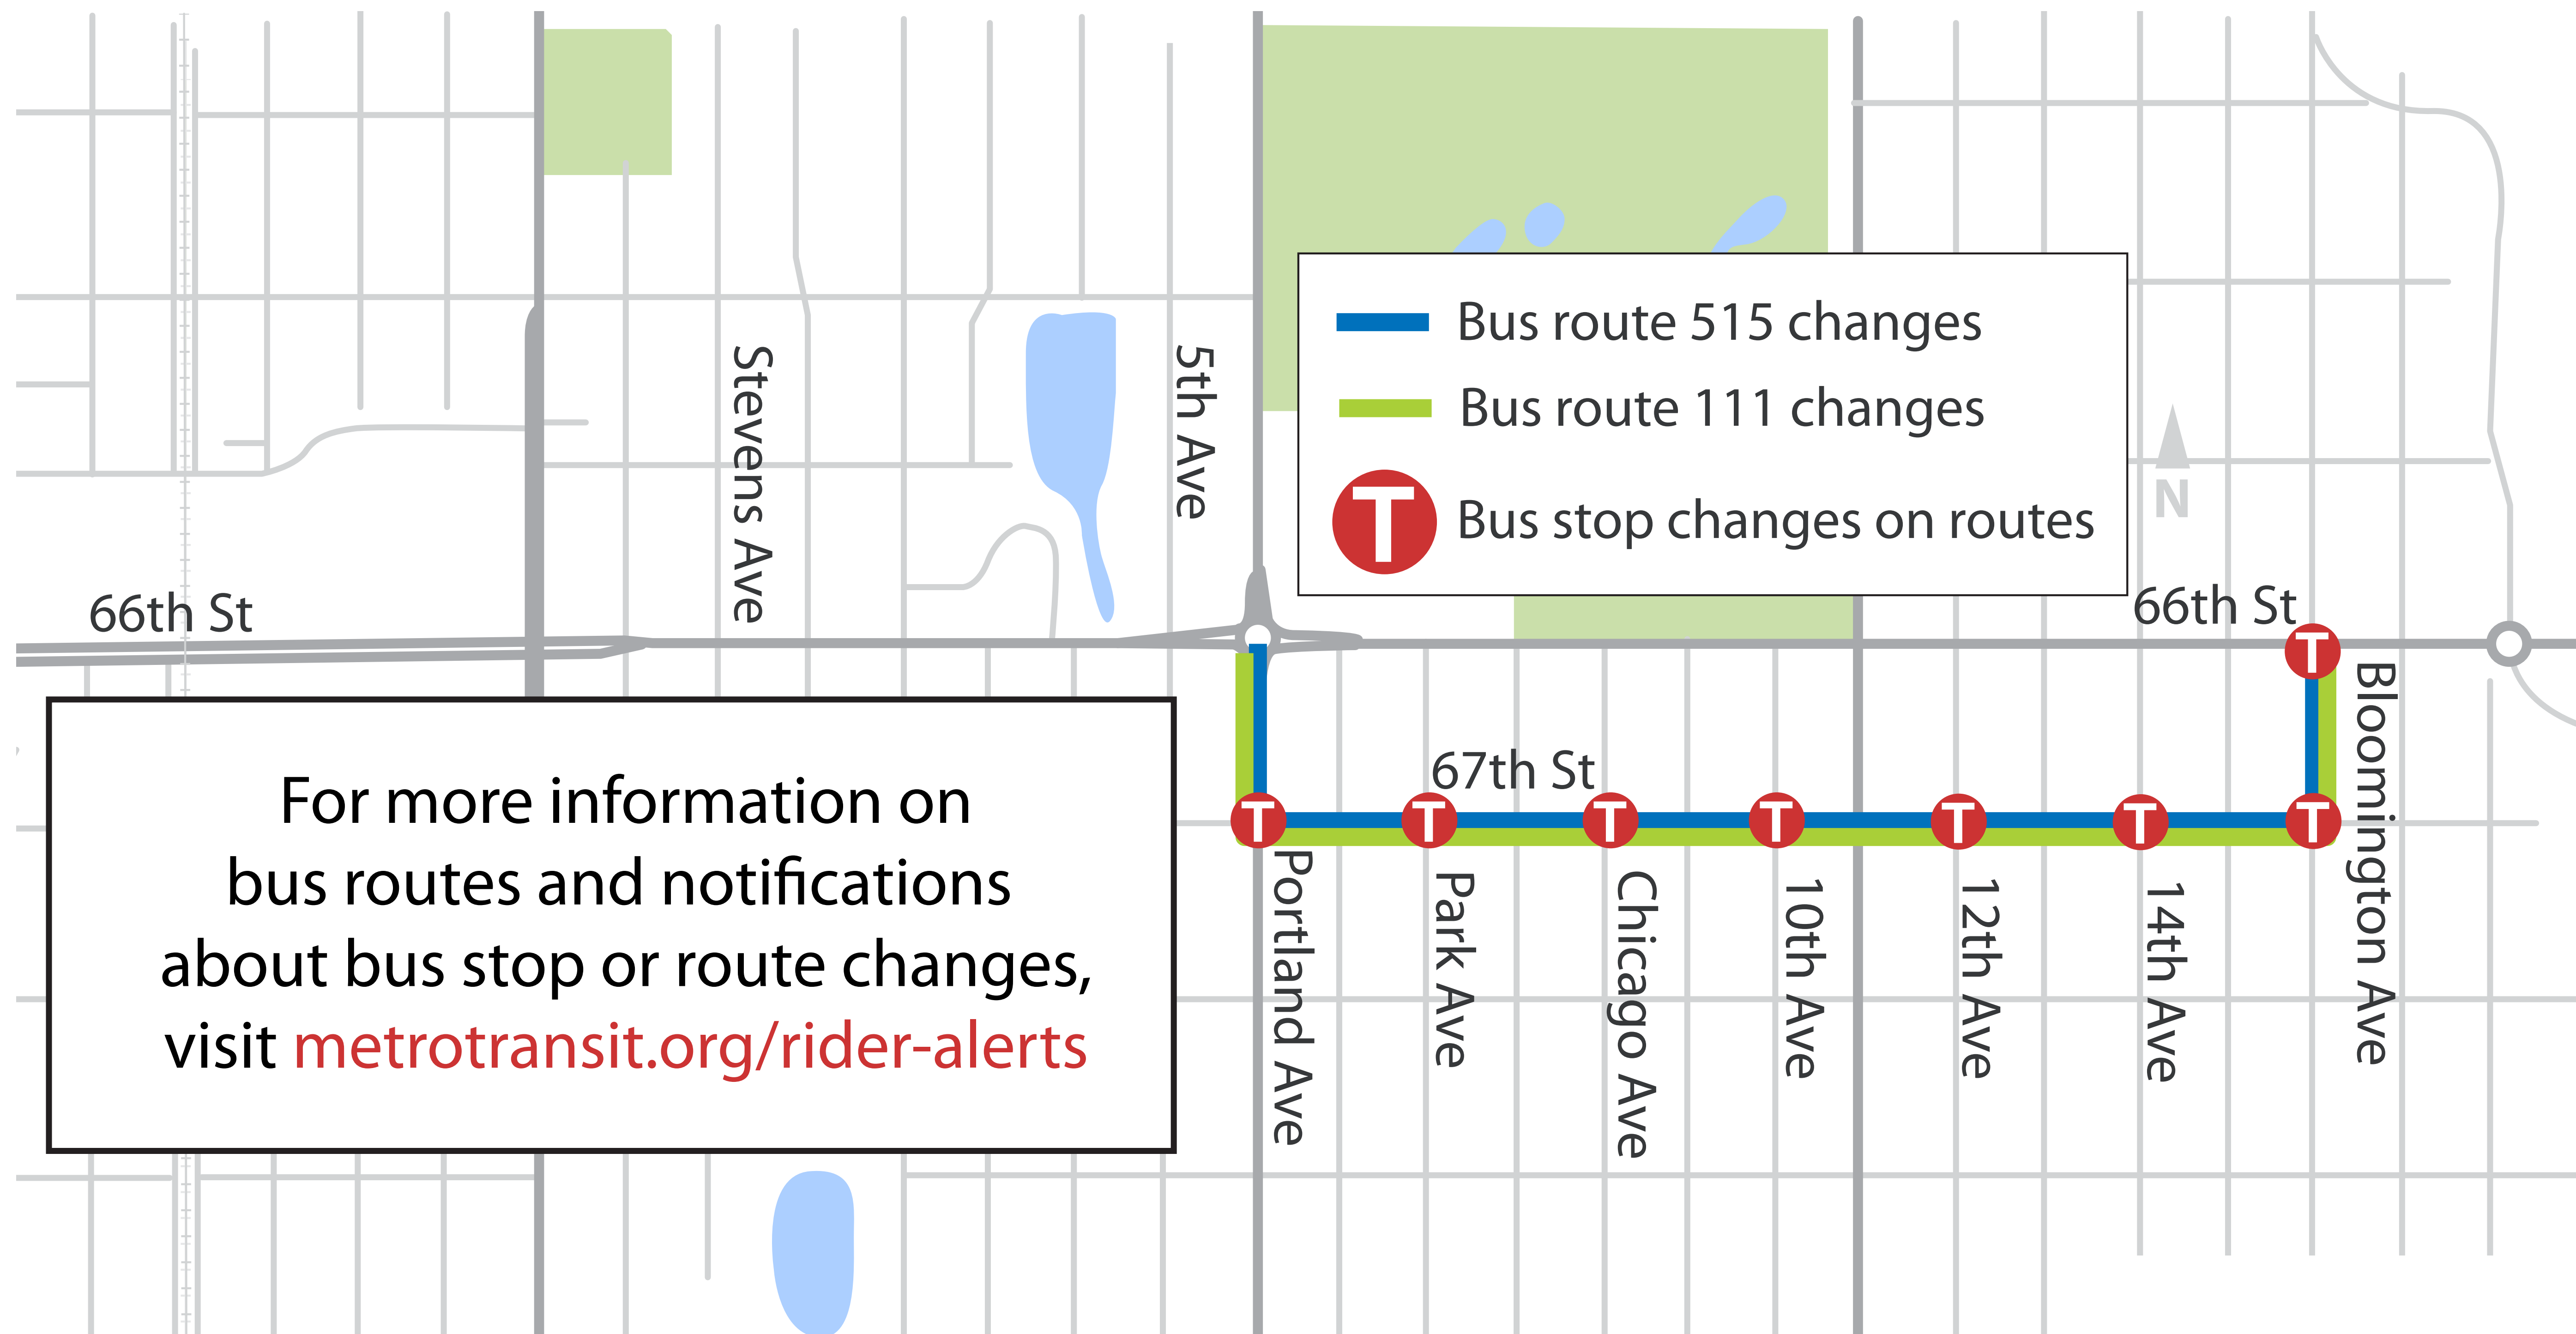 Bus route 515 changes
Bus route 111 changes
T
Bus stop changes on routes
N
Stevens Ave
5th Ave
66th St
66th St
T
Bloomington Ave
67th St
T
T
T
T
T
T
T
Portland Ave
Park Ave
Chicago Ave
10th Ave
12th Ave
14th Ave
For more information on
bus routes and notifications
about bus stop or route changes,
visit metrotransit.org/rider-alerts